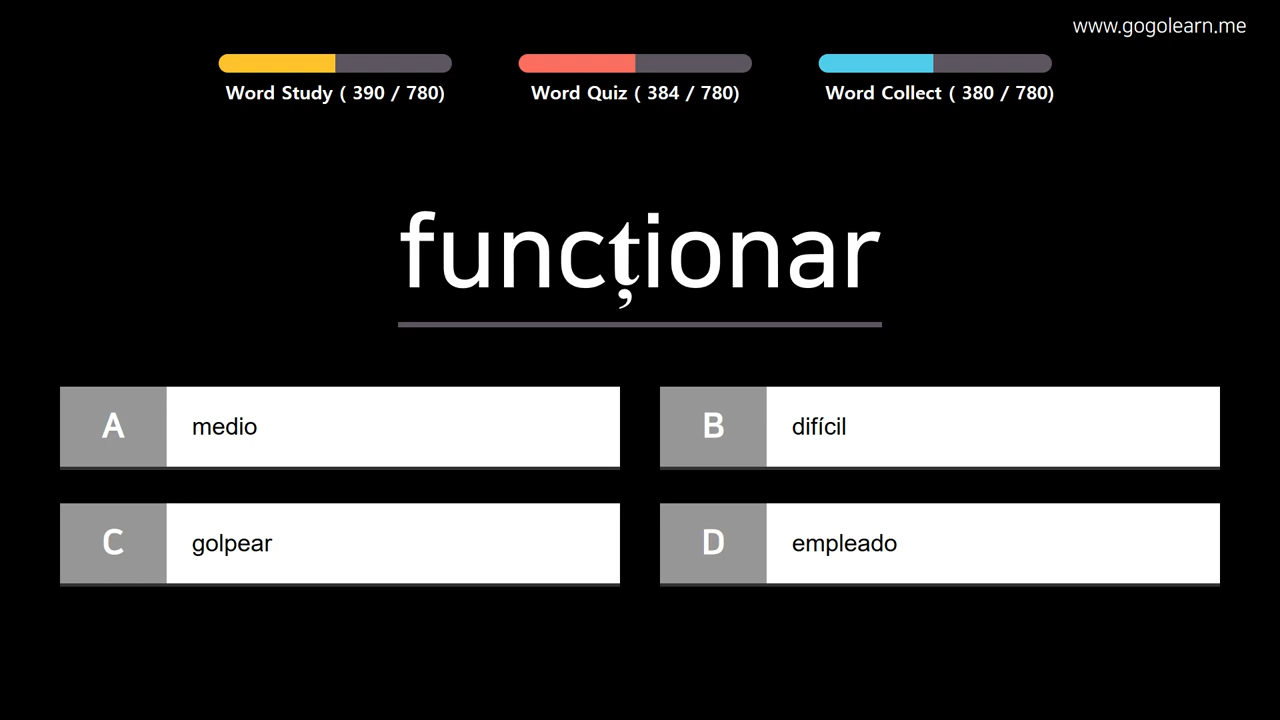 www.gogolearn.me
Word Study ( 390 / 780)
Word Quiz ( 384 / 780)
Word Collect ( 380 / 780)
funcționar
A medio
B difícil
C golpear
D empleado